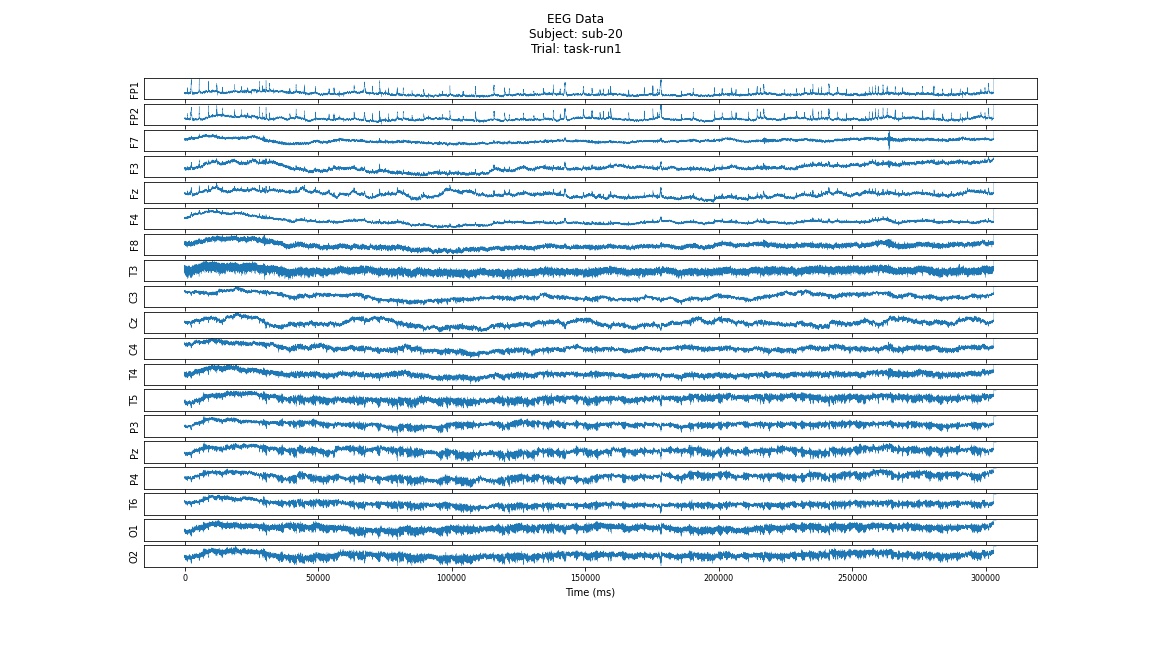 EEG Data
Subject: sub-20
Trial: task-run1
FP1
FP2
F7
F3
Fz
F4
F8
T3
C3
Cz
C4
T4
T5
P3
Pz
P4
T6
O1
O2
0 50000 100000 150000 200000 250000 300000
Time (ms)